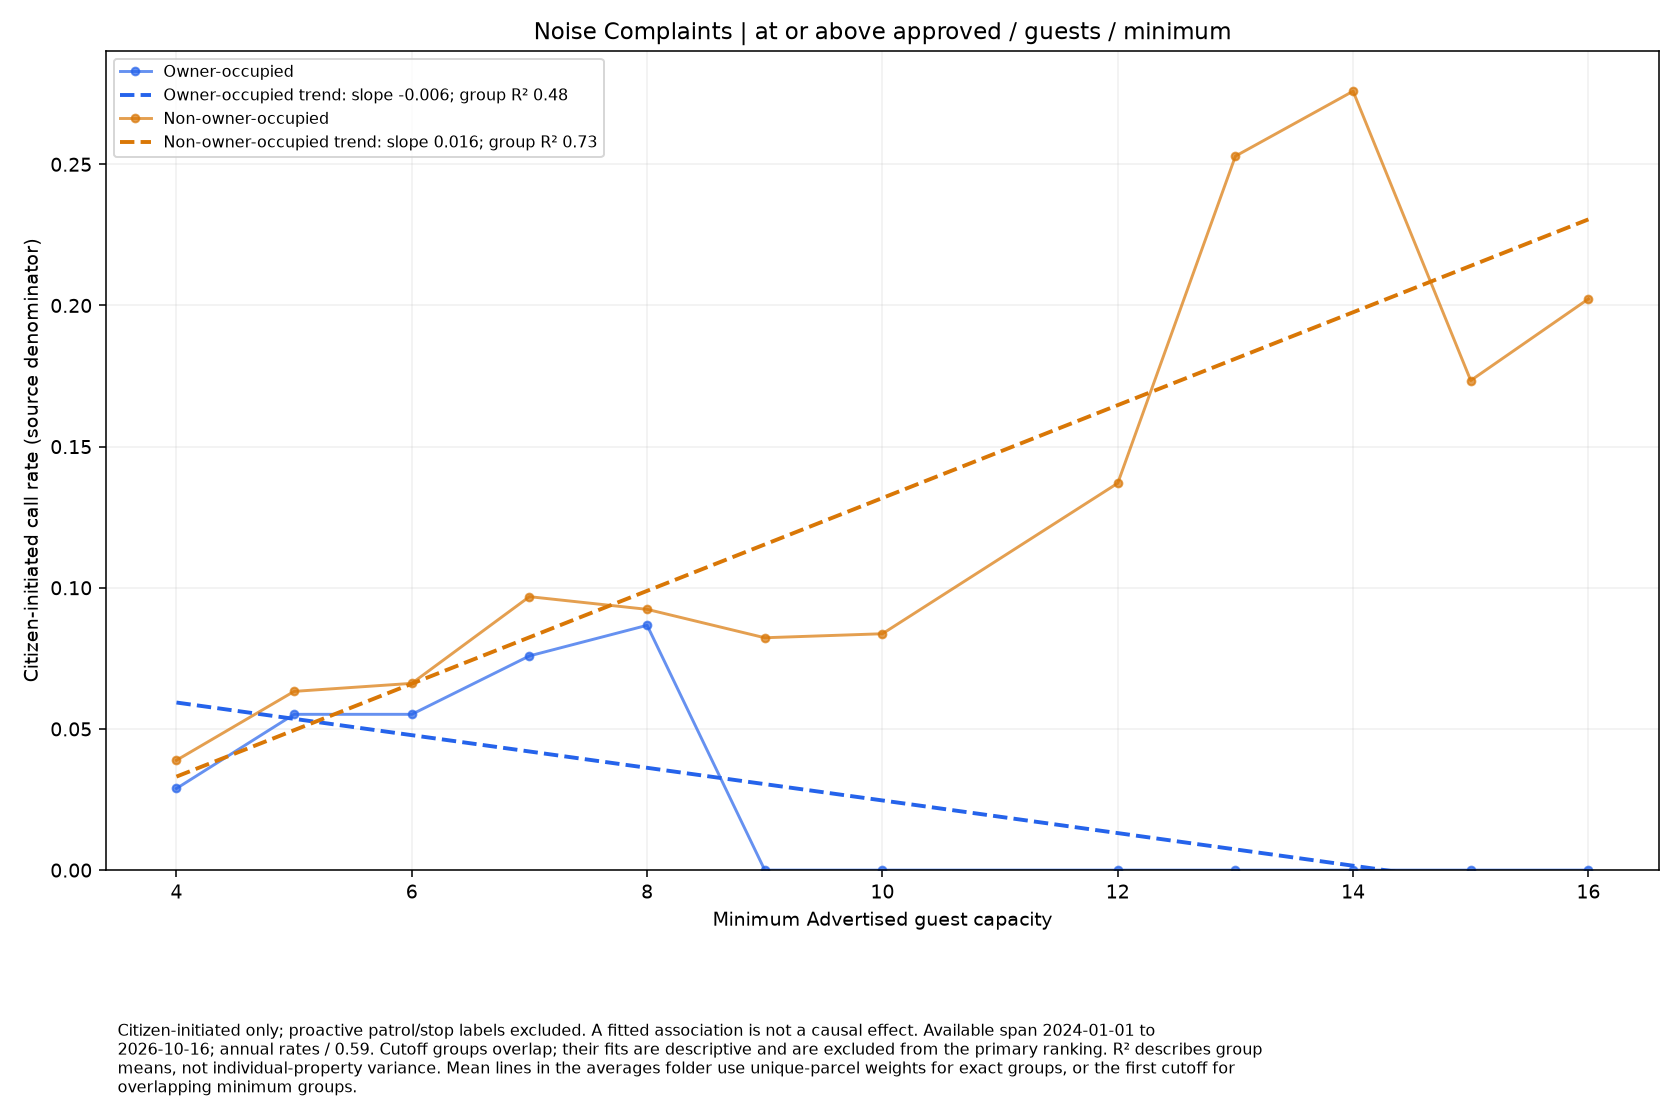 Noise Complaints | at or above approved / guests / minimum
Owner-occupied
Owner-occupied trend: slope -0.006; group R² 0.48
Non-owner-occupied
Non-owner-occupied trend: slope 0.016; group R² 0.73
Citizen-initiated call rate (source denominator)
0.25
0.20
0.15
0.10
0.05
0.00
4
6
8
10
12
14
16
Minimum Advertised guest capacity
Citizen-initiated only; proactive patrol/stop labels excluded. A fitted association is not a causal effect. Available span 2024-01-01 to
2026-10-16; annual rates / 0.59. Cutoff groups overlap; their fits are descriptive and are excluded from the primary ranking. R² describes group
means, not individual-property variance. Mean lines in the averages folder use unique-parcel weights for exact groups, or the first cutoff for
overlapping minimum groups.